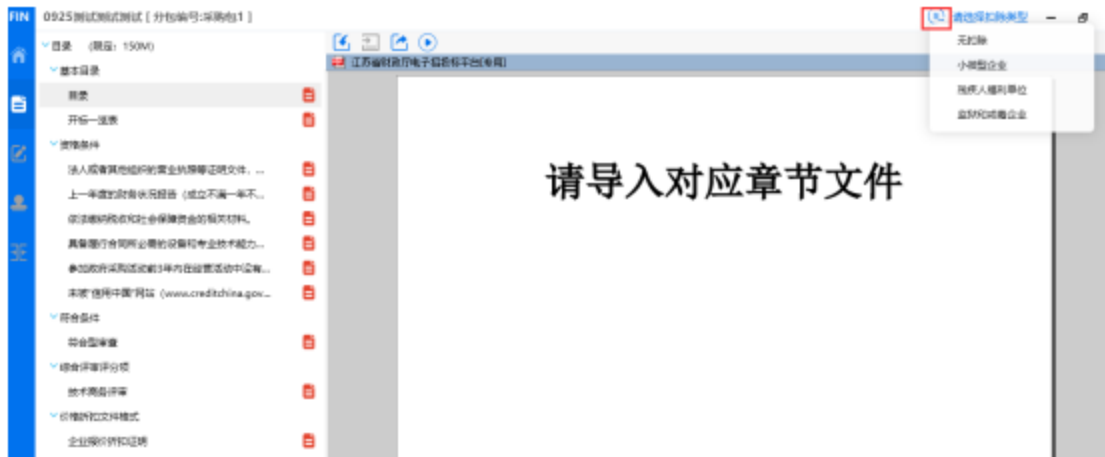 FIN 0925测试测试测试 [ 分包编号:采购包1 ]
请选择扣除类型
无扣除
小微型企业
残疾人福利单位
监狱和戒毒企业
目录 (限定: 150M)
基本目录
目录
开标一览表
资格条件
法人或者其他组织的营业执照等证明文件, ...
上一年度的财务状况报告 (成立不满一年不...
依法缴纳税收和社会保障资金的相关材料。
具备履行合同所必需的设备和专业技术能力...
参加政府采购活动前3年内在经营活动中没有...
未被"信用中国"网站 (www.creditchina.gov...
符合条件
符合型审查
综合评审评分项
技术商务评审
价格折扣文件格式
企业报价折扣证明
江苏省财政厅电子招投标平台[专用]
请导入对应章节文件